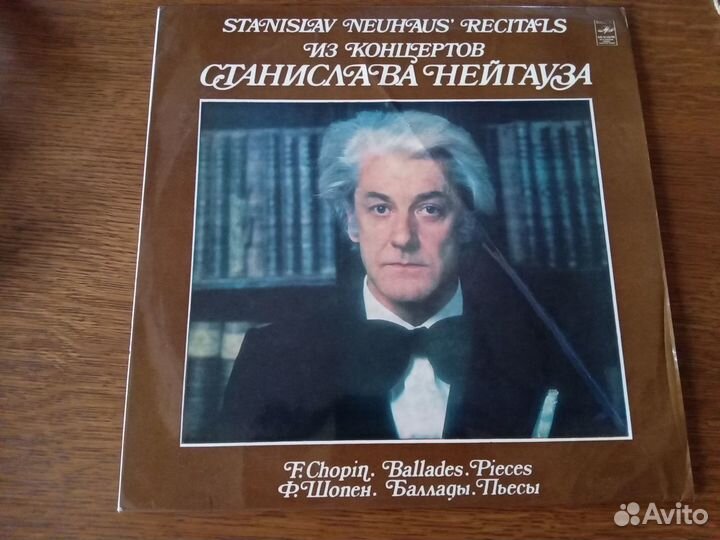 STANISLAV NEUHAUS' RECITALS
ИЗ КОНЦЕРТОВ
СТАНИСЛАВА НЕЙГАУЗА
F. Chopin. Ballades. Pieces
Ф. Шопен. Баллады. Пьесы
Avito